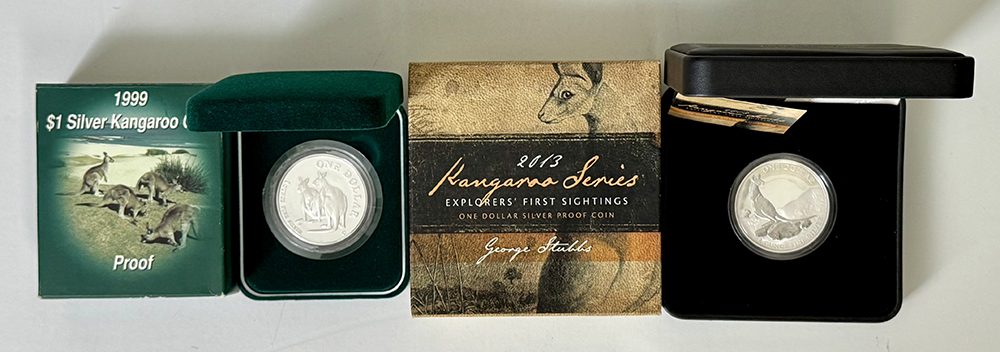 1999
$1 Silver Kangaroo
Proof
ONE DOLLAR
2013
Kangaroo Series
EXPLORERS' FIRST SIGHTINGS
ONE DOLLAR SILVER PROOF COIN
George Stubbs